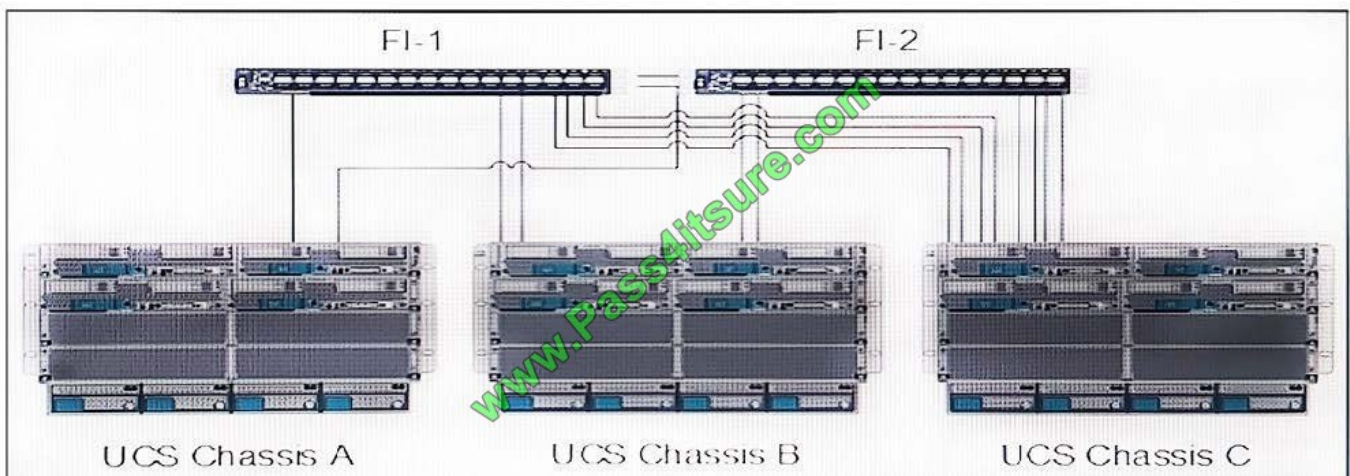 FI-1
FI-2
www.Pass4itsure.com
UCS Chassis A
UCS Chassis B
UCS Chassis C